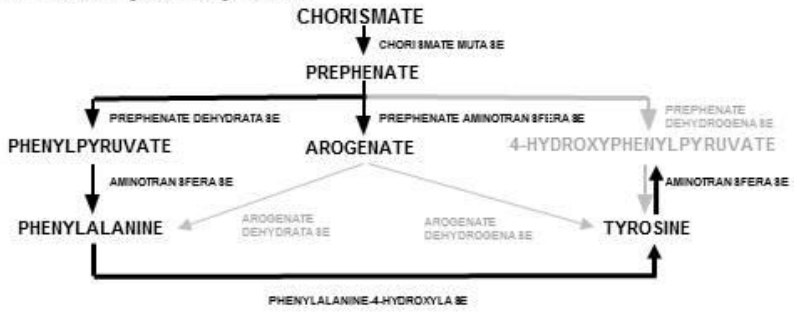 CHORISMATE
CHORISMATE MUTASE
PREPHENATE
PREPHENATE DEHYDRATASE
PREPHENATE AMINOTRANSFERASE
PREPHENATE
DEHYDROGENASE
PHENYLPYRUVATE
AROGENATE
4-HYDROXYPHENYLPYRUVATE
AMINOTRANSFERASE
AMINOTRANSFERASE
PHENYLALANINE
AROGENATE
DEHYDRATASE
AROGENATE
DEHYDROGENASE
TYROSINE
PHENYLALANINE-4-HYDROXYLASE